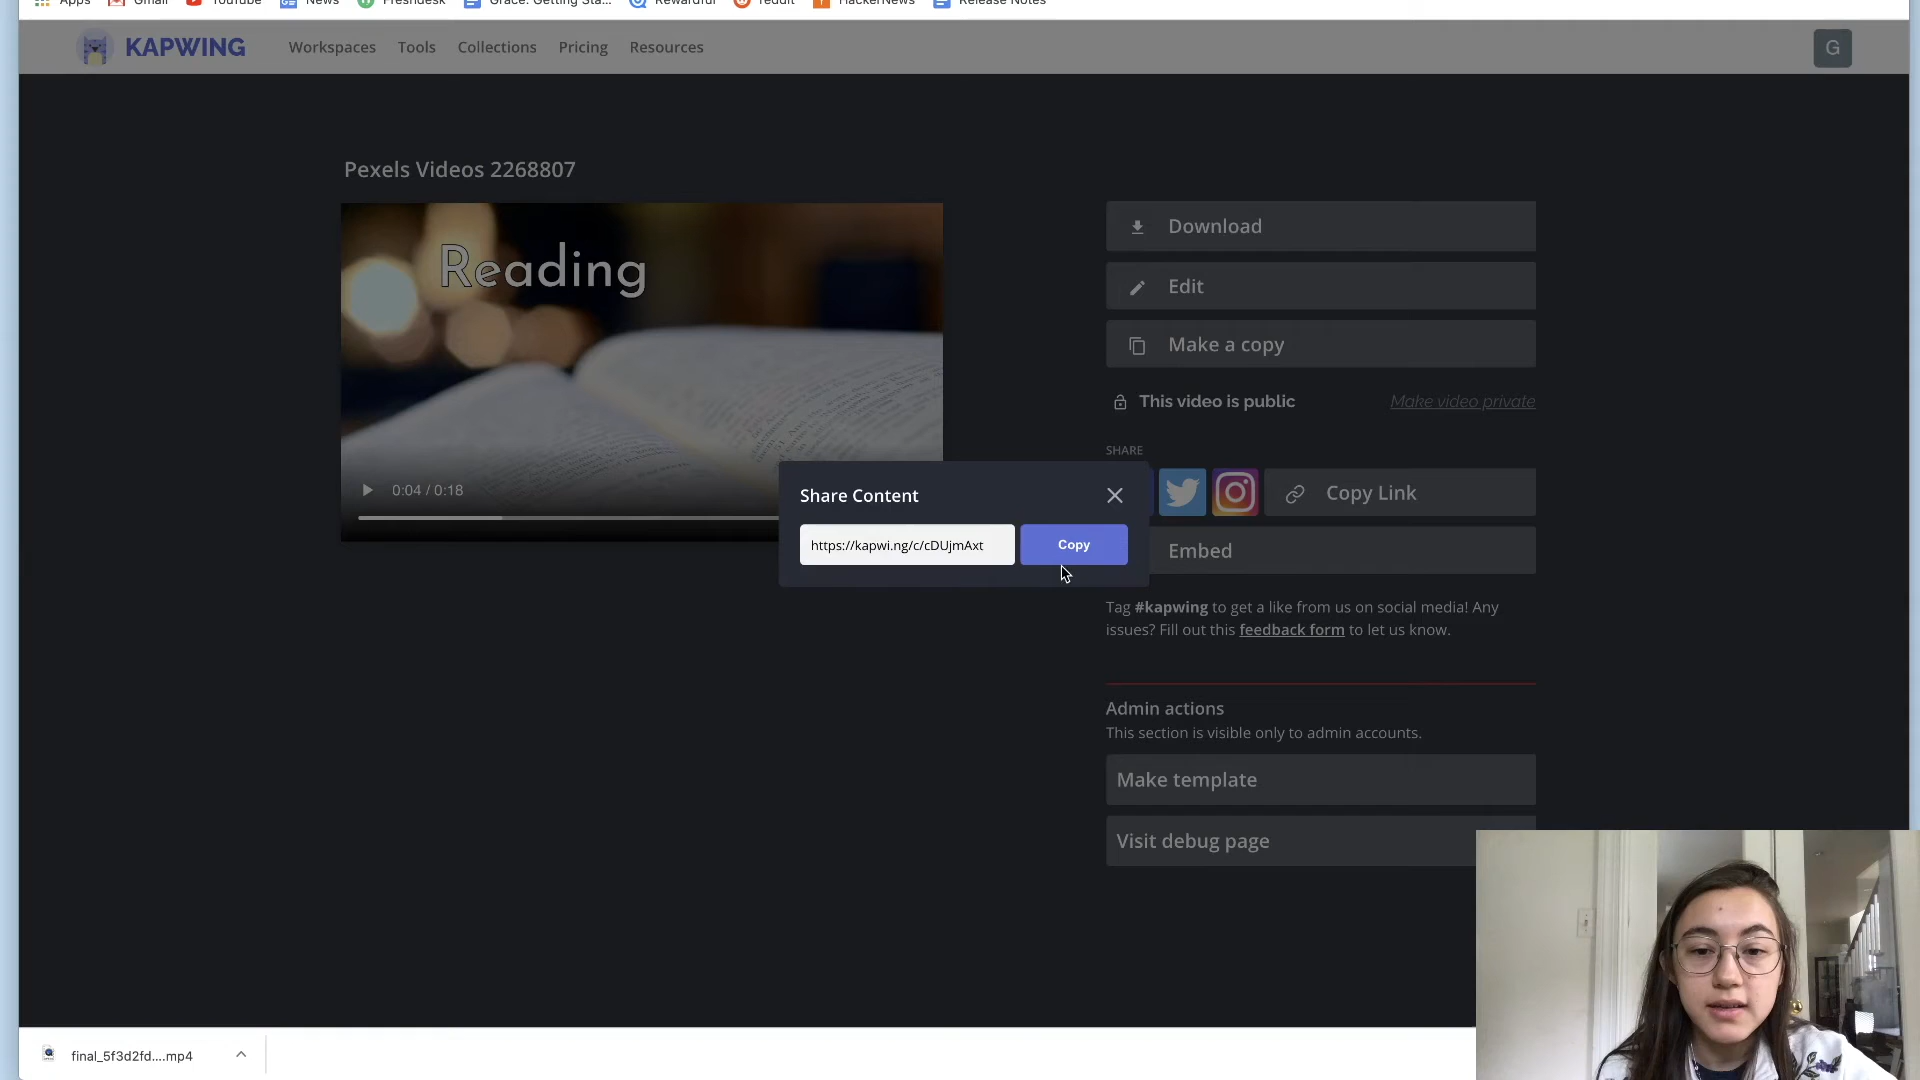 Apps Gmail YouTube News Freshdesk Grace: Getting Sta... Rewardful reddit HackerNews Release Notes
KAPWING Workspaces Tools Collections Pricing Resources G
Pexels Videos 2268807
Reading
0:04 / 0:18
Download
Edit
Make a copy
This video is public Make video private
SHARE
Copy Link
Embed
Share Content
https://kapwi.ng/c/cDUjmAxt Copy
Tag #kapwing to get a like from us on social media! Any
issues? Fill out this feedback form to let us know.
Admin actions
This section is visible only to admin accounts.
Make template
Visit debug page
final_5f3d2fd....mp4